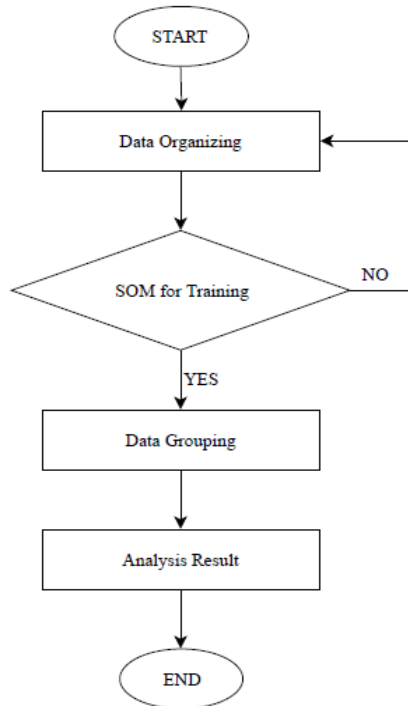 START
Data Organizing
SOM for Training
NO
YES
Data Grouping
Analysis Result
END